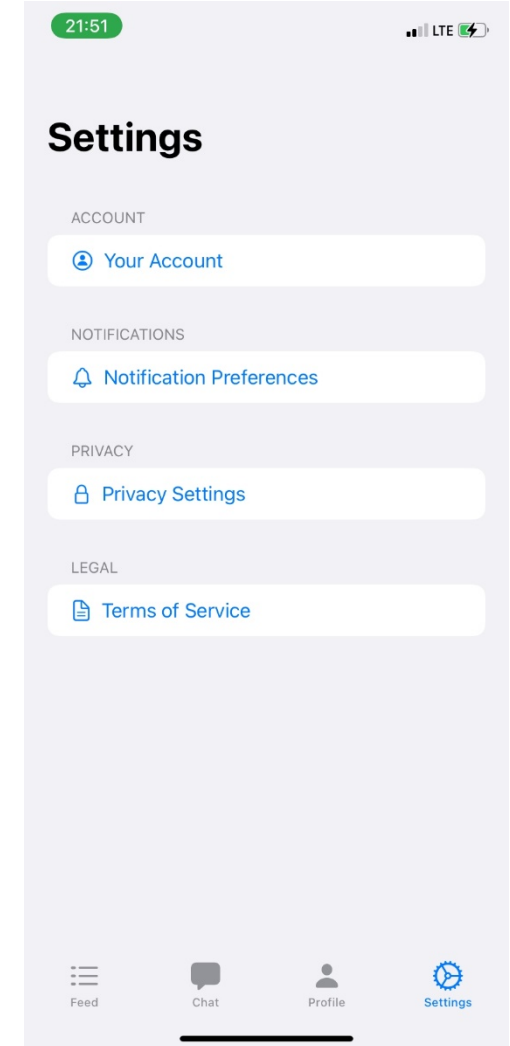 21:51
LTE
Settings
ACCOUNT
Your Account
NOTIFICATIONS
Notification Preferences
PRIVACY
Privacy Settings
LEGAL
Terms of Service
Feed Chat Profile Settings